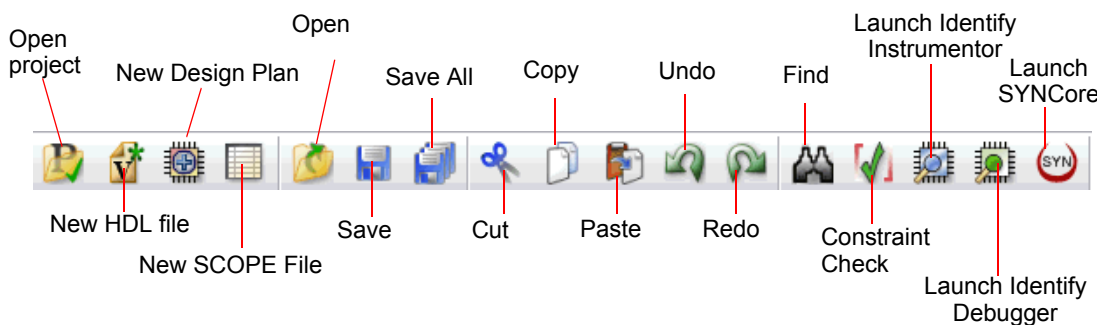 Open
project
New Design Plan
Open
Save All
Copy
Undo
Find
Launch Identify
Instrumentor
Launch
SYNCore
P
V
SYN
New HDL file
New SCOPE File
Save
Cut
Paste
Redo
Constraint
Check
Launch Identify
Debugger